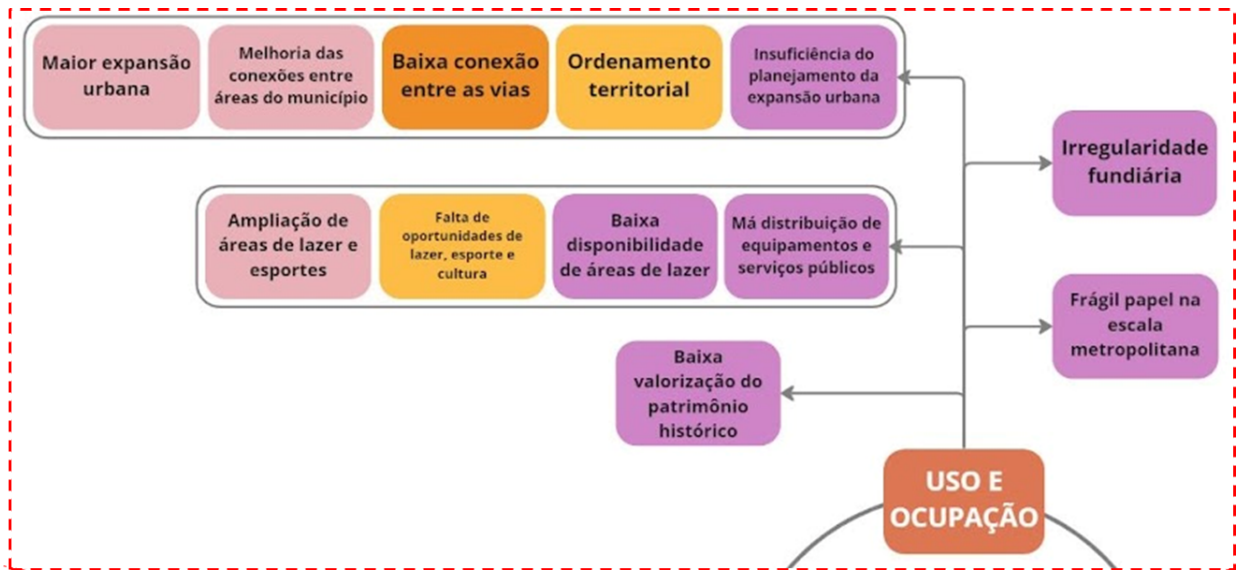 Maior expansão
urbana
Melhoria das
conexões entre
áreas do município
Baixa conexão
entre as vias
Ordenamento
territorial
Insuficiência do
planejamento da
expansão urbana
Irregularidade
fundiária
Ampliação de
áreas de lazer e
esportes
Falta de
oportunidades de
lazer, esporte e
cultura
Baixa
disponibilidade
de áreas de lazer
Má distribuição de
equipamentos e
serviços públicos
Frágil papel na
escala
metropolitana
Baixa
valorização do
patrimônio
histórico
USO E
OCUPAÇÃO